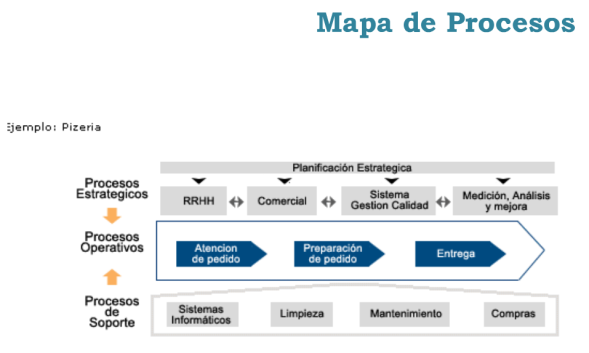 Mapa de Procesos
Ejemplo: Pizeria
Planificación Estrategica
Procesos
Estrategicos
RRHH
Comercial
Sistema
Gestion Calidad
Medición, Análisis
y mejora
Procesos
Operativos
Atencion
de pedido
Preparación
de pedido
Entrega
Procesos
de
Soporte
Sistemas
Informáticos
Limpieza
Mantenimiento
Compras